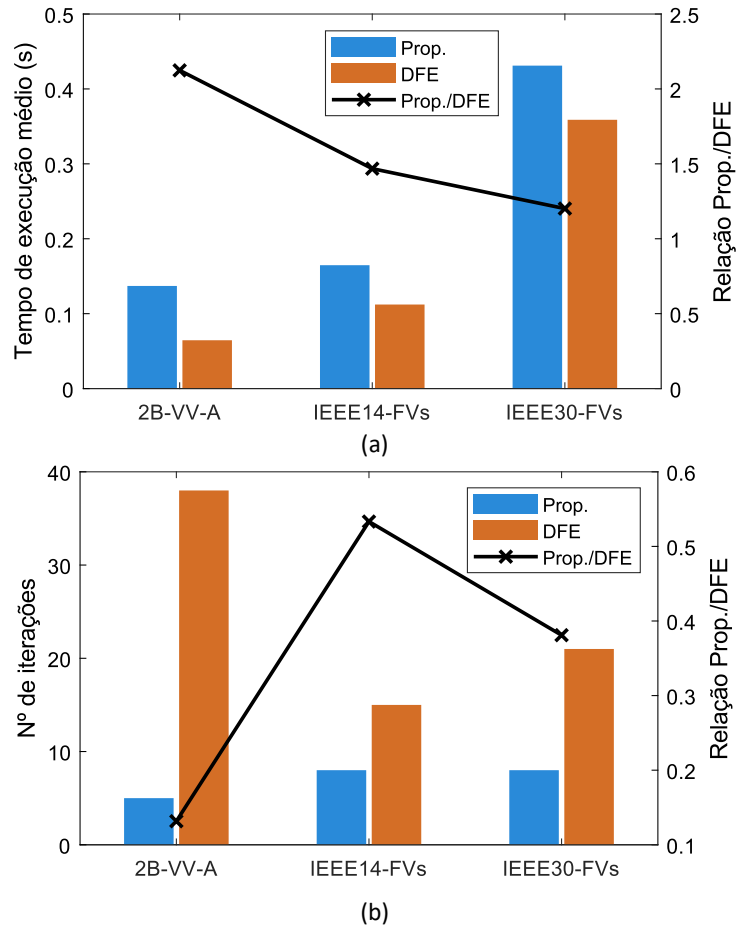 Tempo de execução médio (s)
0.5
0.4
0.3
0.2
0.1
0
Prop.
DFE
Prop./DFE
2.5
2
1.5
1
0.5
0
Relação Prop./DFE
2B-VV-A
IEEE14-FVs
IEEE30-FVs
(a)
Nº de iterações
40
30
20
10
0
Prop.
DFE
Prop./DFE
0.6
0.5
0.4
0.3
0.2
0.1
Relação Prop./DFE
2B-VV-A
IEEE14-FVs
IEEE30-FVs
(b)